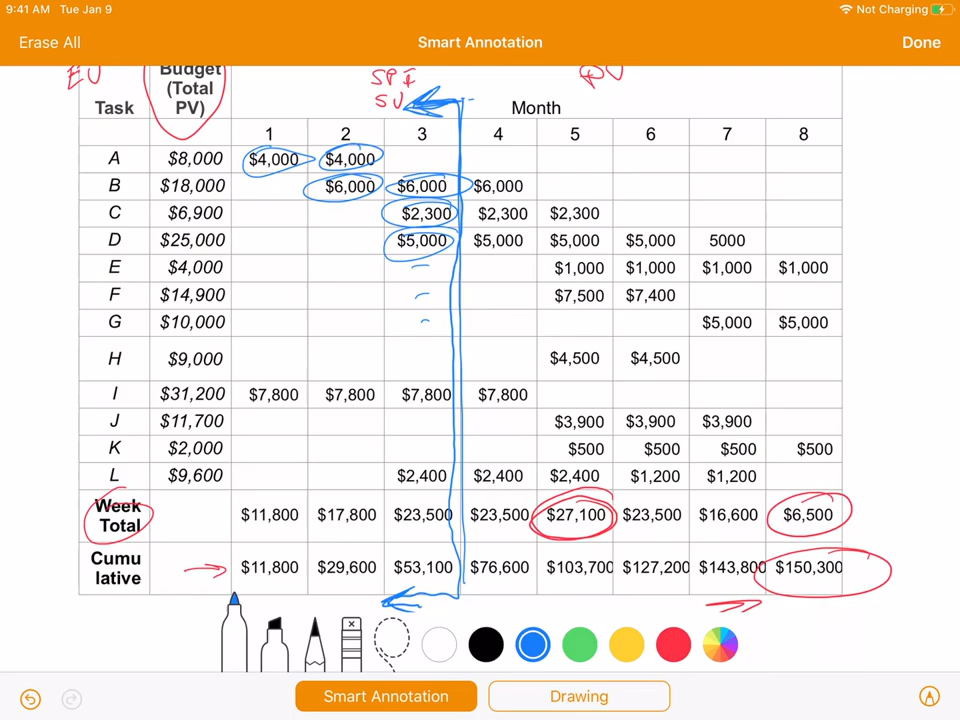 9:41 AM Tue Jan 9 Not Charging
Erase All Smart Annotation Done
EV SPI PV
SV
Task Budget (Total PV) Month
1 2 3 4 5 6 7 8
A $8,000 $4,000 $4,000
B $18,000 $6,000 $6,000 $6,000
C $6,900 $2,300 $2,300 $2,300
D $25,000 $5,000 $5,000 $5,000 $5,000 5000
E $4,000 $1,000 $1,000 $1,000 $1,000
F $14,900 $7,500 $7,400
G $10,000 $5,000 $5,000
H $9,000 $4,500 $4,500
I $31,200 $7,800 $7,800 $7,800 $7,800
J $11,700 $3,900 $3,900 $3,900
K $2,000 $500 $500 $500 $500
L $9,600 $2,400 $2,400 $2,400 $1,200 $1,200
Week Total $11,800 $17,800 $23,500 $23,500 $27,100 $23,500 $16,600 $6,500
Cumu lative $11,800 $29,600 $53,100 $76,600 $103,700 $127,200 $143,800 $150,300
Smart Annotation Drawing